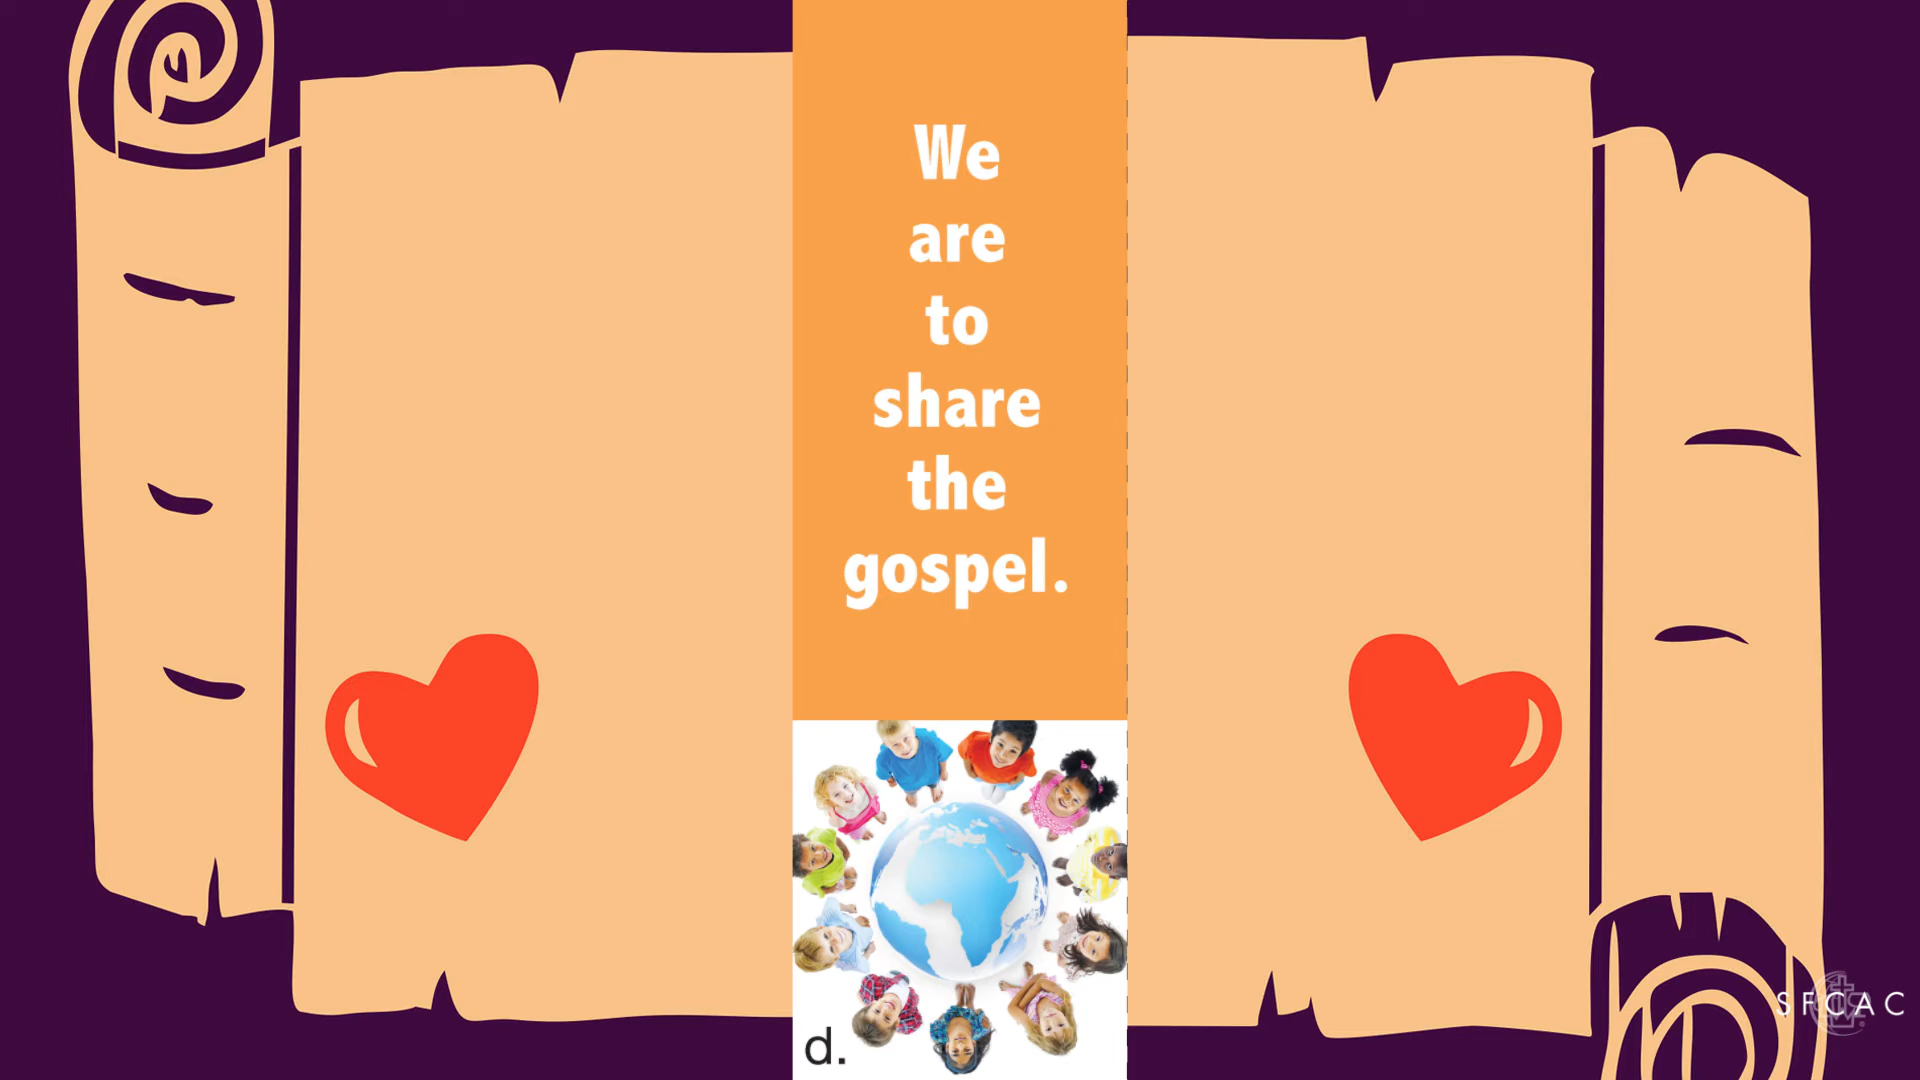 We
are
to
share
the
gospel.
d.
SFCAC